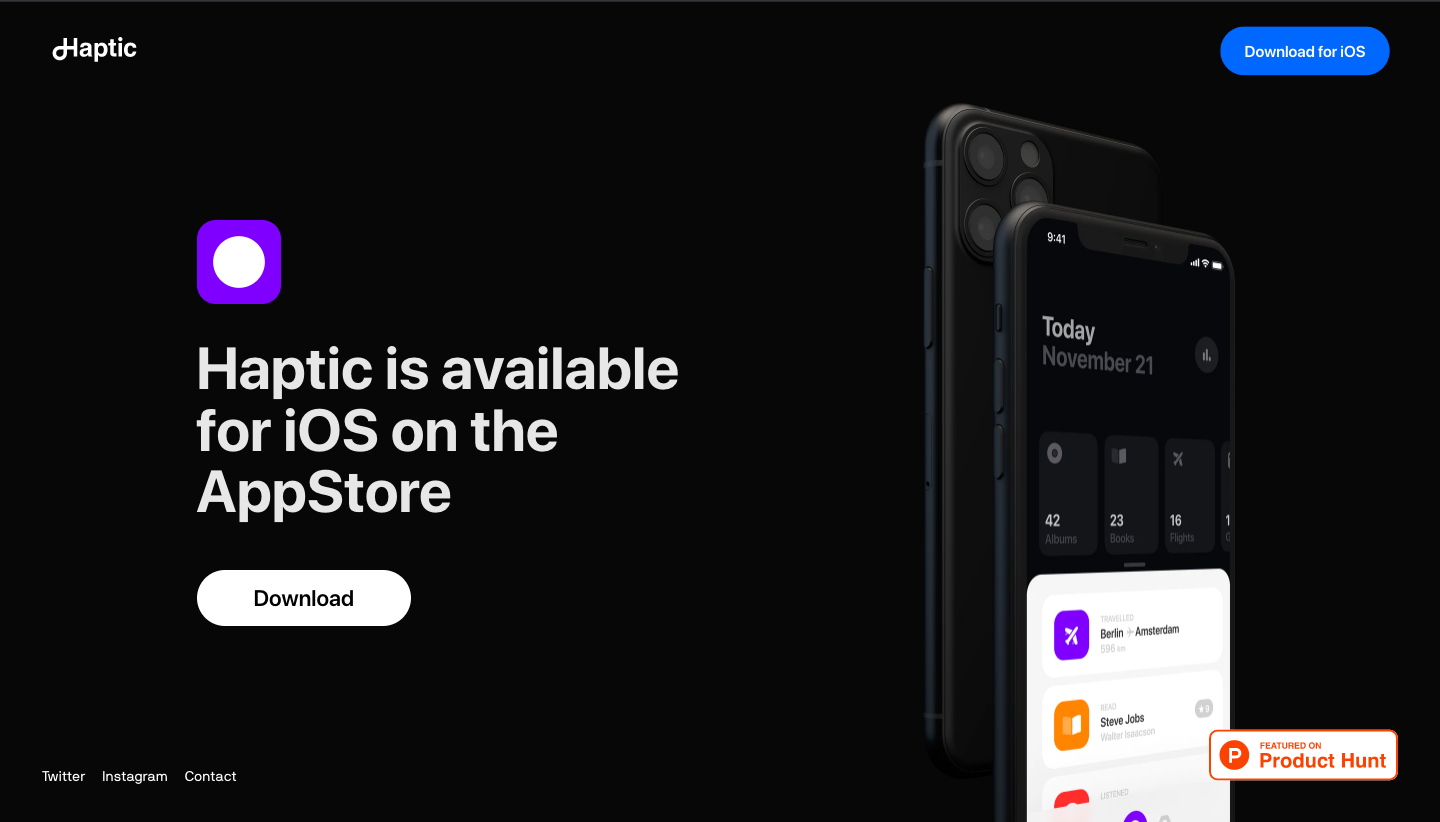 Haptic
Download for iOS
Haptic is available
for iOS on the
AppStore
Download
9:41
Today
November 21
42
Albums
23
Books
16
Flights
TRAVELLED
Berlin ✈ Amsterdam
596 km
READ
Steve Jobs
Walter Isaacson
★9
LISTENED
FEATURED ON
Product Hunt
Twitter Instagram Contact